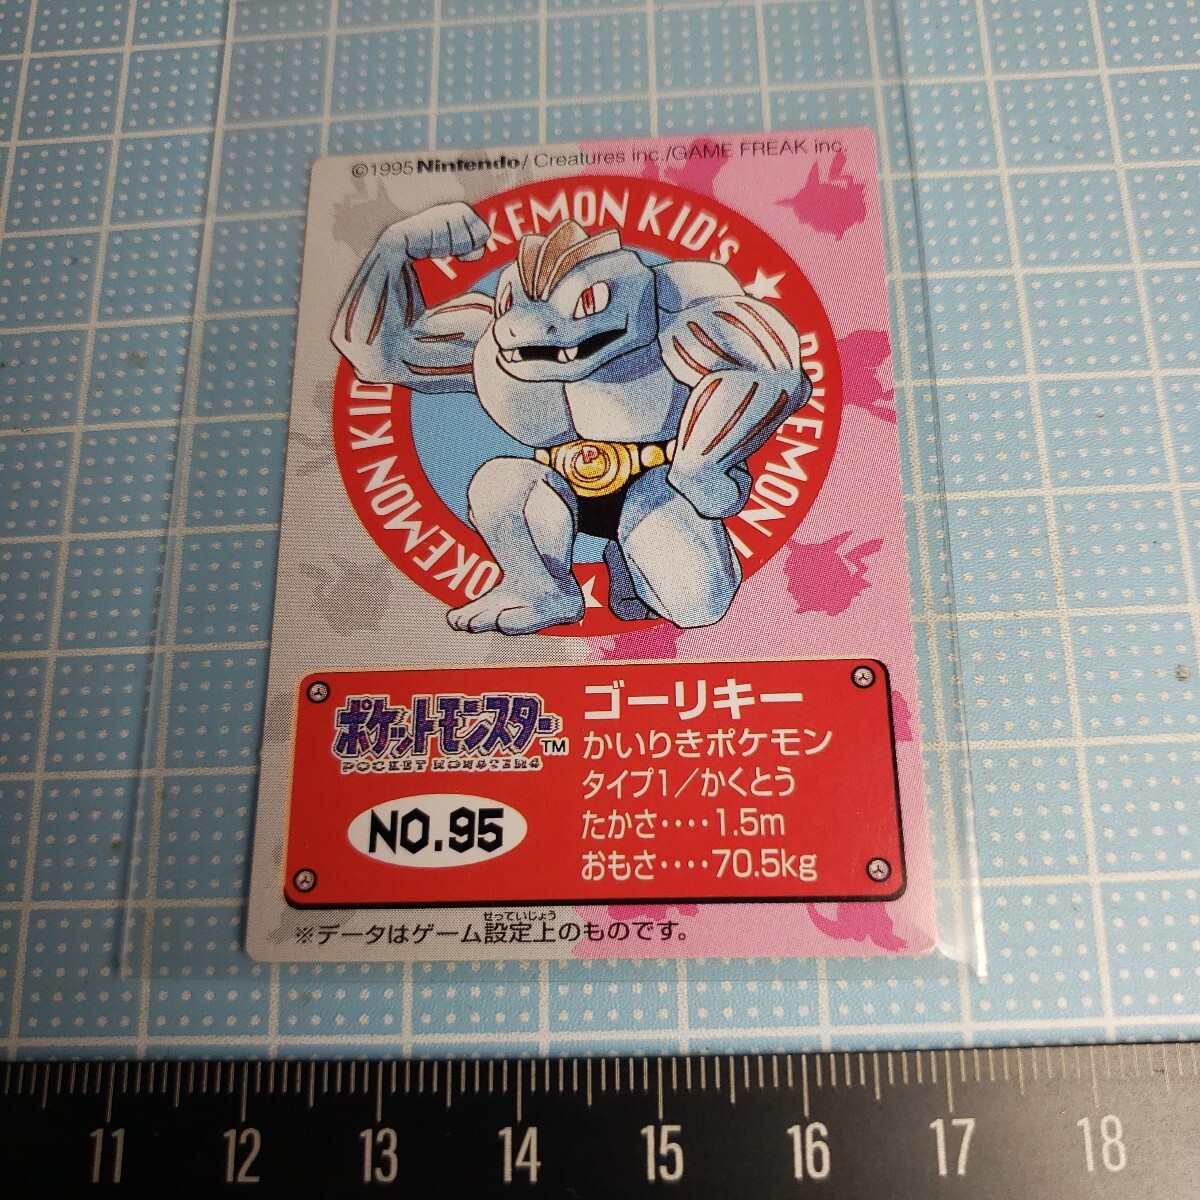 ©1995 Nintendo/Creatures inc./GAME FREAK inc.
POKEMON KID's
POKEMON
OKEMON KID
ポケットモンスター™
POCKET MONSTERS
NO.95
ゴーリキー
かいりきポケモン
タイプ1／かくとう
たかさ‥‥1.5m
おもさ‥‥70.5kg
せっていじょう
※データはゲーム設定上のものです。
11 12 13 14 15 16 17 18